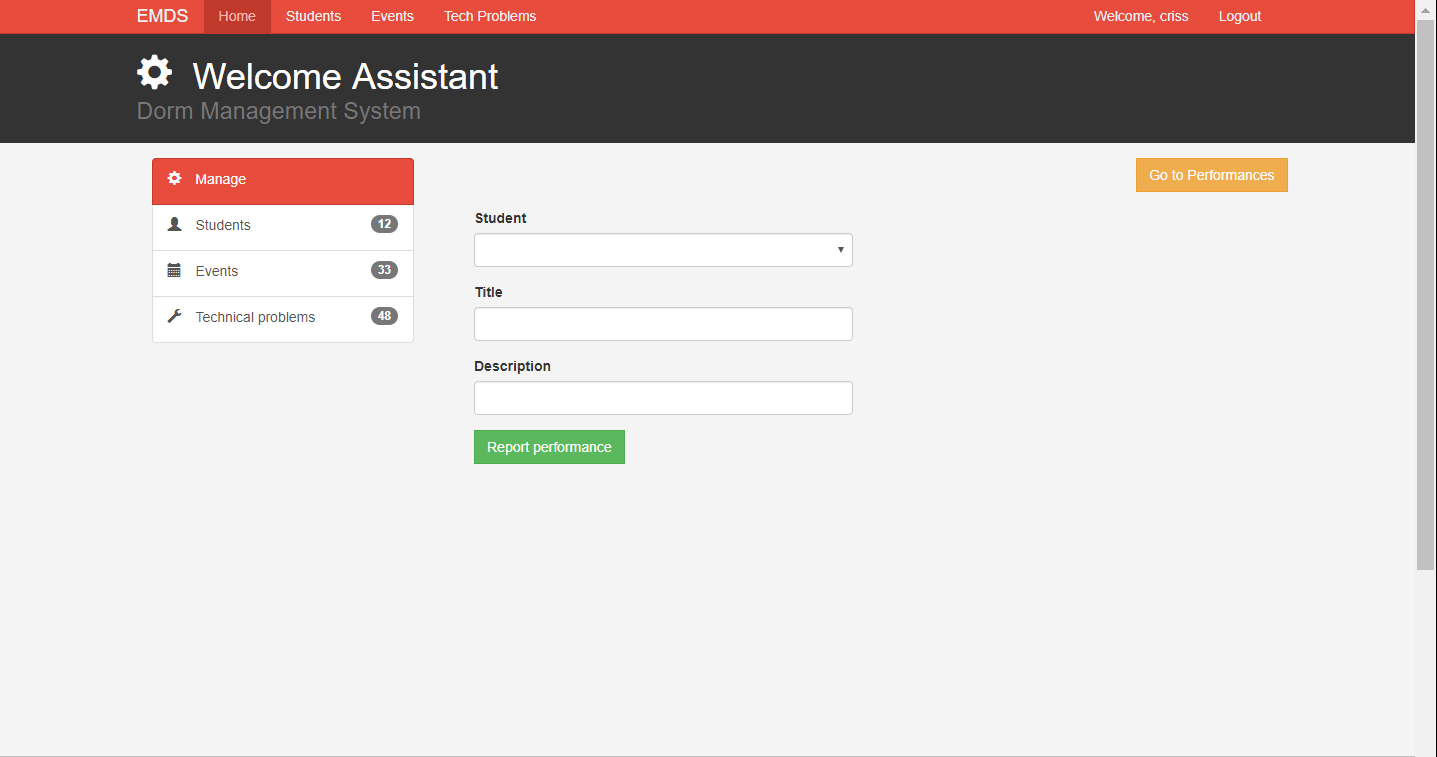 EMDS Home Students Events Tech Problems Welcome, criss Logout
Welcome Assistant
Dorm Management System
Manage
Students 12
Events 33
Technical problems 48
Go to Performances
Student
Title
Description
Report performance